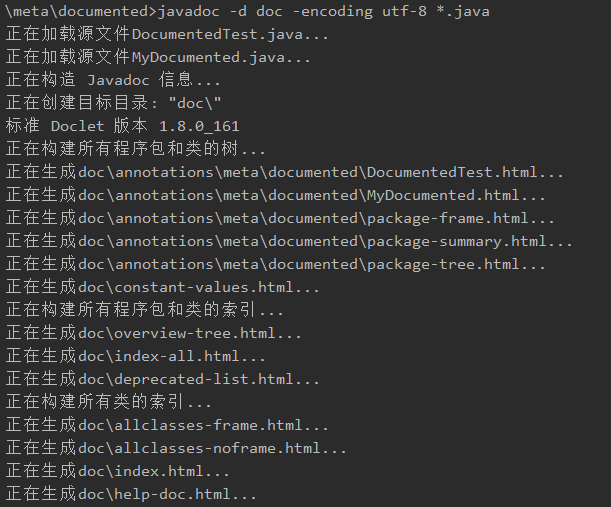 \meta\documented>javadoc -d doc -encoding utf-8 *.java
正在加载源文件DocumentedTest.java...
正在加载源文件MyDocumented.java...
正在构造 Javadoc 信息...
正在创建目标目录: "doc\"
标准 Doclet 版本 1.8.0_161
正在构建所有程序包和类的树...
正在生成doc\annotations\meta\documented\DocumentedTest.html...
正在生成doc\annotations\meta\documented\MyDocumented.html...
正在生成doc\annotations\meta\documented\package-frame.html...
正在生成doc\annotations\meta\documented\package-summary.html...
正在生成doc\annotations\meta\documented\package-tree.html...
正在生成doc\constant-values.html...
正在构建所有程序包和类的索引...
正在生成doc\overview-tree.html...
正在生成doc\index-all.html...
正在生成doc\deprecated-list.html...
正在构建所有类的索引...
正在生成doc\allclasses-frame.html...
正在生成doc\allclasses-noframe.html...
正在生成doc\index.html...
正在生成doc\help-doc.html...